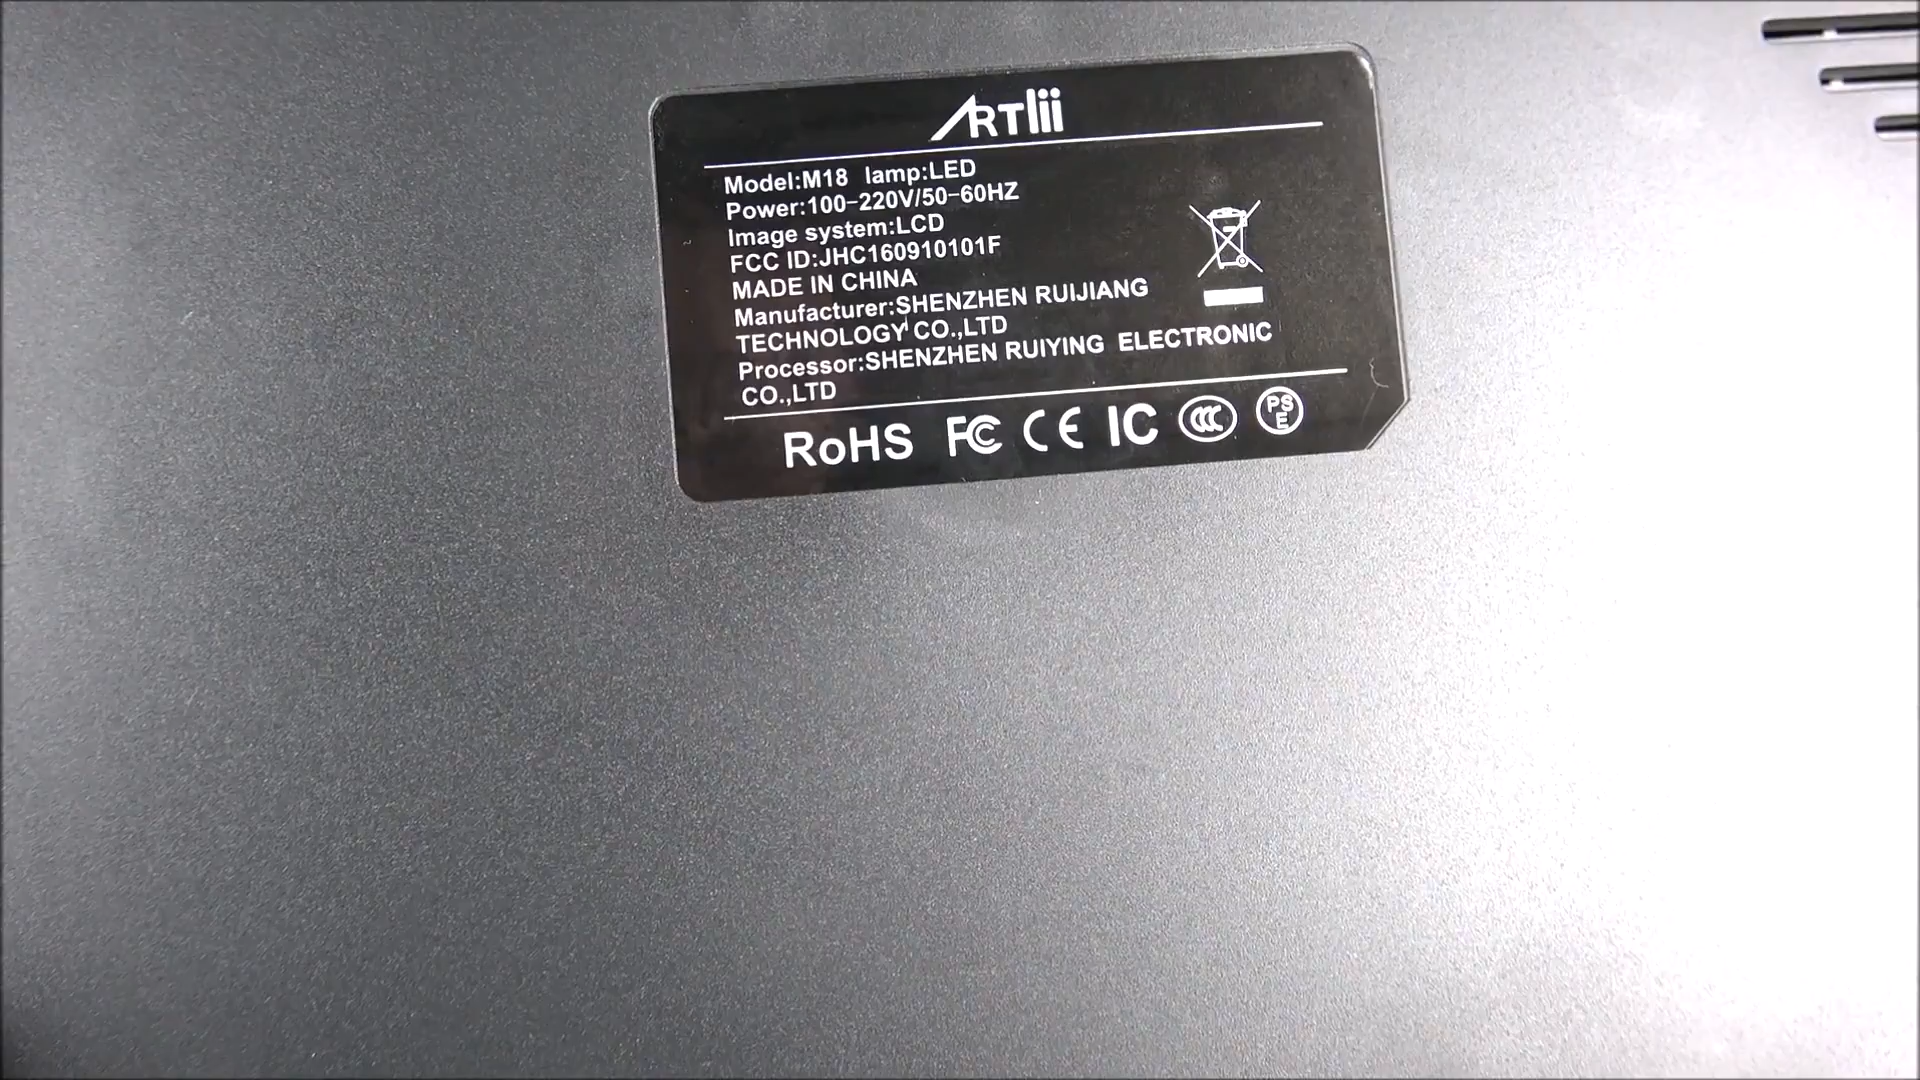 ARTlii
Model:M18 lamp:LED
Power:100-220V/50-60HZ
Image system:LCD
FCC ID:JHC160910101F
MADE IN CHINA
Manufacturer:SHENZHEN RUIJIANG
TECHNOLOGY CO.,LTD
Processor:SHENZHEN RUIYING ELECTRONIC
CO.,LTD
RoHS FC CE IC CCC PSE